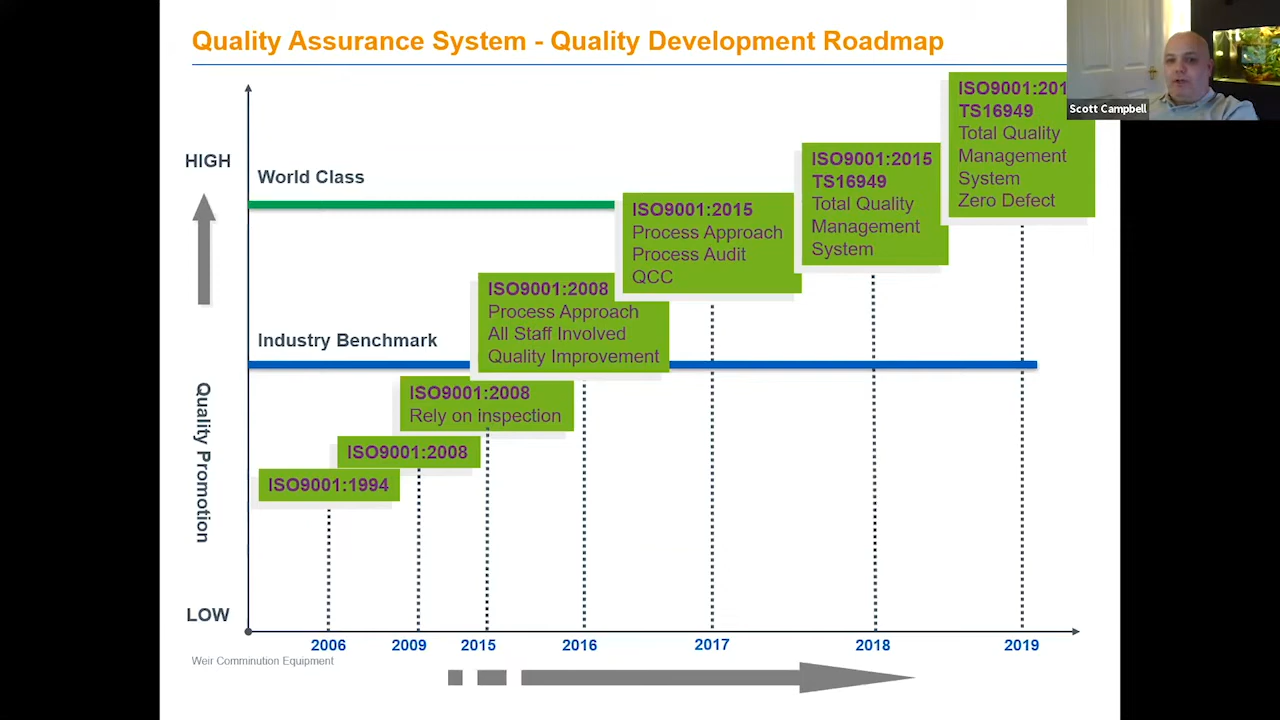 Quality Assurance System - Quality Development Roadmap
Scott Campbell
HIGH
World Class
ISO9001:201
TS16949
Total Quality
Management
System
Zero Defect
ISO9001:2015
TS16949
Total Quality
Management
System
ISO9001:2015
Process Approach
Process Audit
QCC
ISO9001:2008
Process Approach
All Staff Involved
Quality Improvement
Industry Benchmark
ISO9001:2008
Rely on inspection
ISO9001:2008
ISO9001:1994
Quality Promotion
LOW
2006 2009 2015 2016 2017 2018 2019
Weir Comminution Equipment